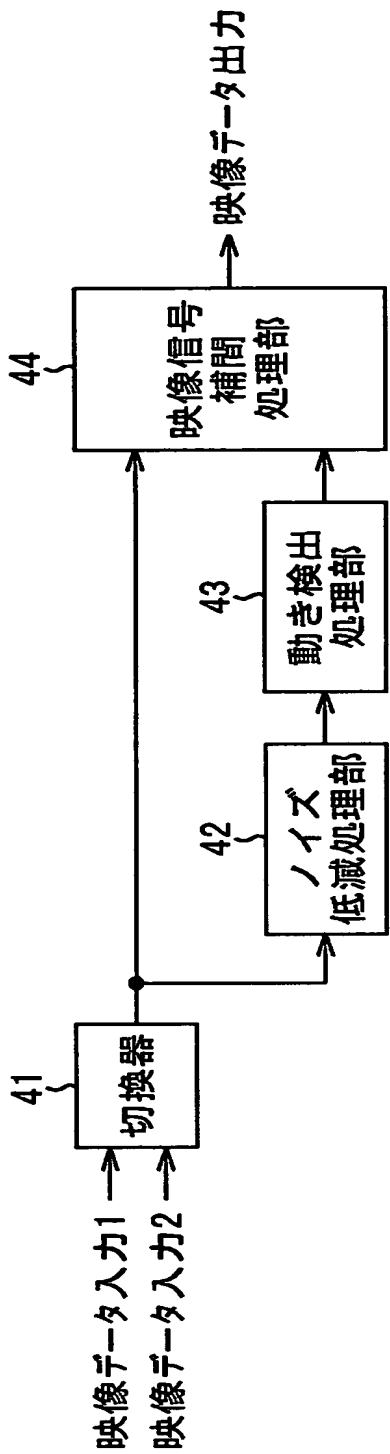 映像データ入力1
映像データ入力2
41
切換器
42
ノイズ
低減処理部
43
動き検出
処理部
44
映像信号
補間
処理部
映像データ出力